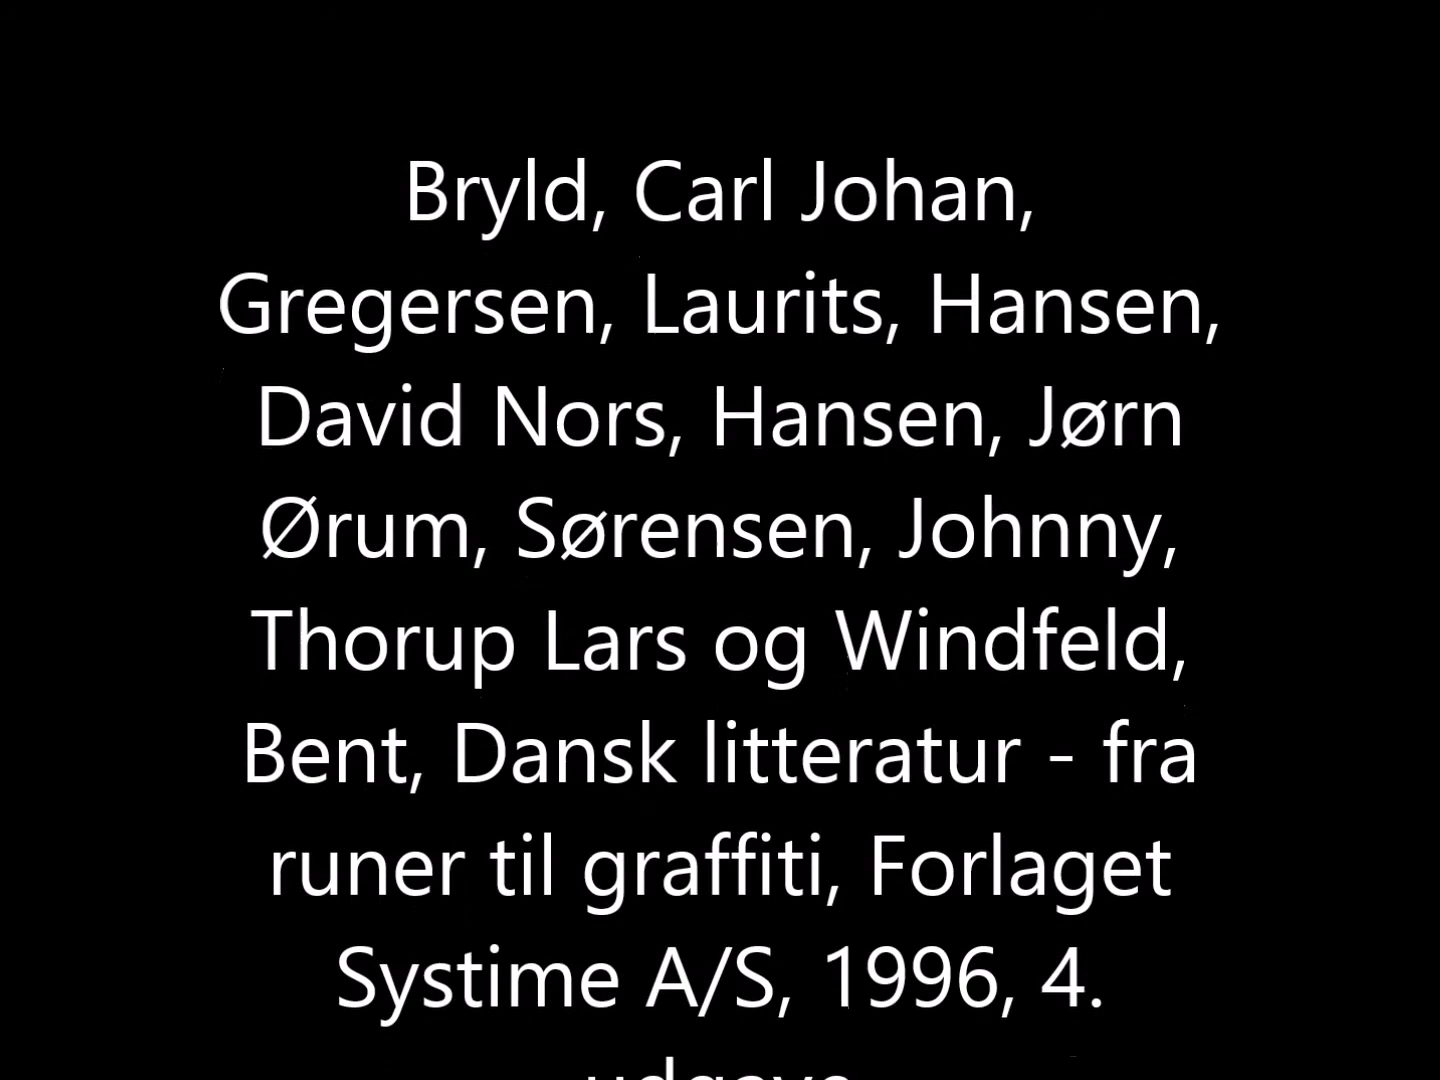 Bryld, Carl Johan,
Gregersen, Laurits, Hansen,
David Nors, Hansen, Jørn
Ørum, Sørensen, Johnny,
Thorup Lars og Windfeld,
Bent, Dansk litteratur - fra
runer til graffiti, Forlaget
Systime A/S, 1996, 4.
udgave